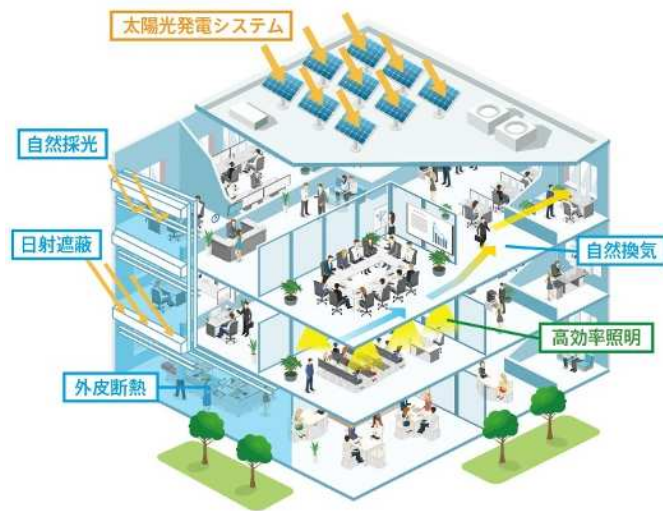 太陽光発電システム
自然採光
日射遮蔽
自然換気
高効率照明
外皮断熱